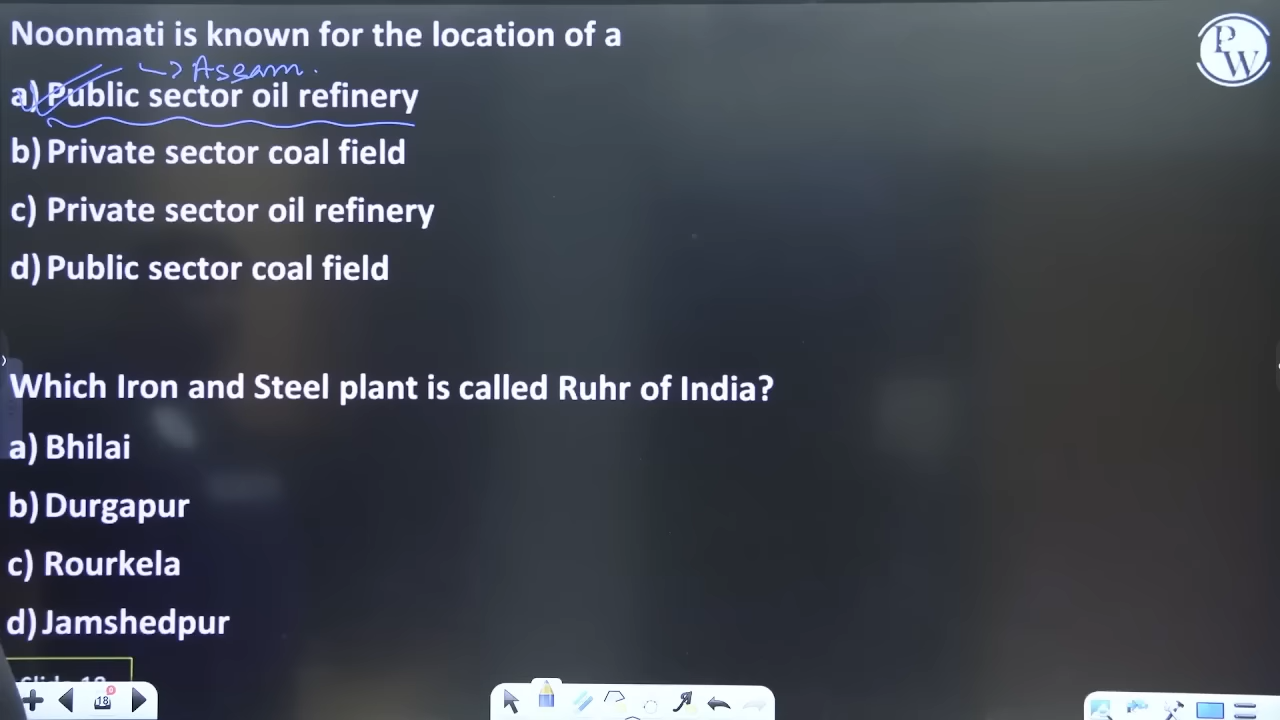 Noonmati is known for the location of a
→ Assam.
a) Public sector oil refinery
b) Private sector coal field
c) Private sector oil refinery
d) Public sector coal field
Which Iron and Steel plant is called Ruhr of India?
a) Bhilai
b) Durgapur
c) Rourkela
d) Jamshedpur
18
PW